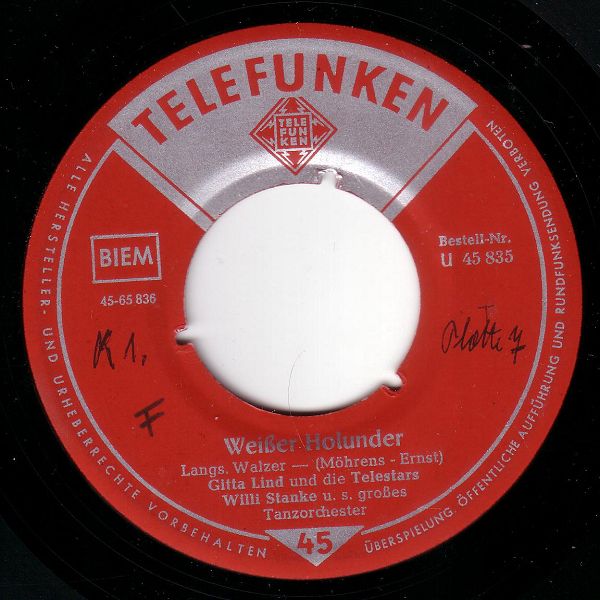 TELEFUNKEN
TELE
FUN
KEN
BIEM
45-65 836
Bestell-Nr.
U 45 835
K 1.
F
Platte 7
Weißer Holunder
Langs. Walzer — (Möhrens - Ernst)
Gitta Lind und die Telestars
Willi Stanke u. s. großes
Tanzorchester
45
ALLE HERSTELLER- UND URHEBERRECHTE VORBEHALTEN
ÜBERSPIELUNG, ÖFFENTLICHE AUFFÜHRUNG UND RUNDFUNKSENDUNG VERBOTEN